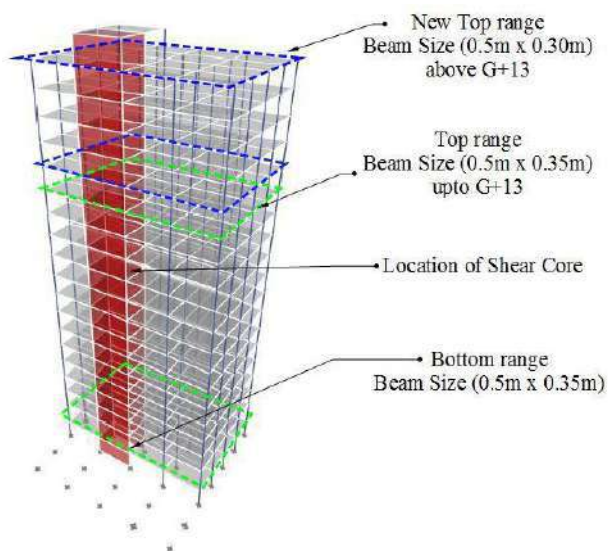 New Top range
Beam Size (0.5m x 0.30m)
above G+13
Top range
Beam Size (0.5m x 0.35m)
upto G+13
Location of Shear Core
Bottom range
Beam Size (0.5m x 0.35m)